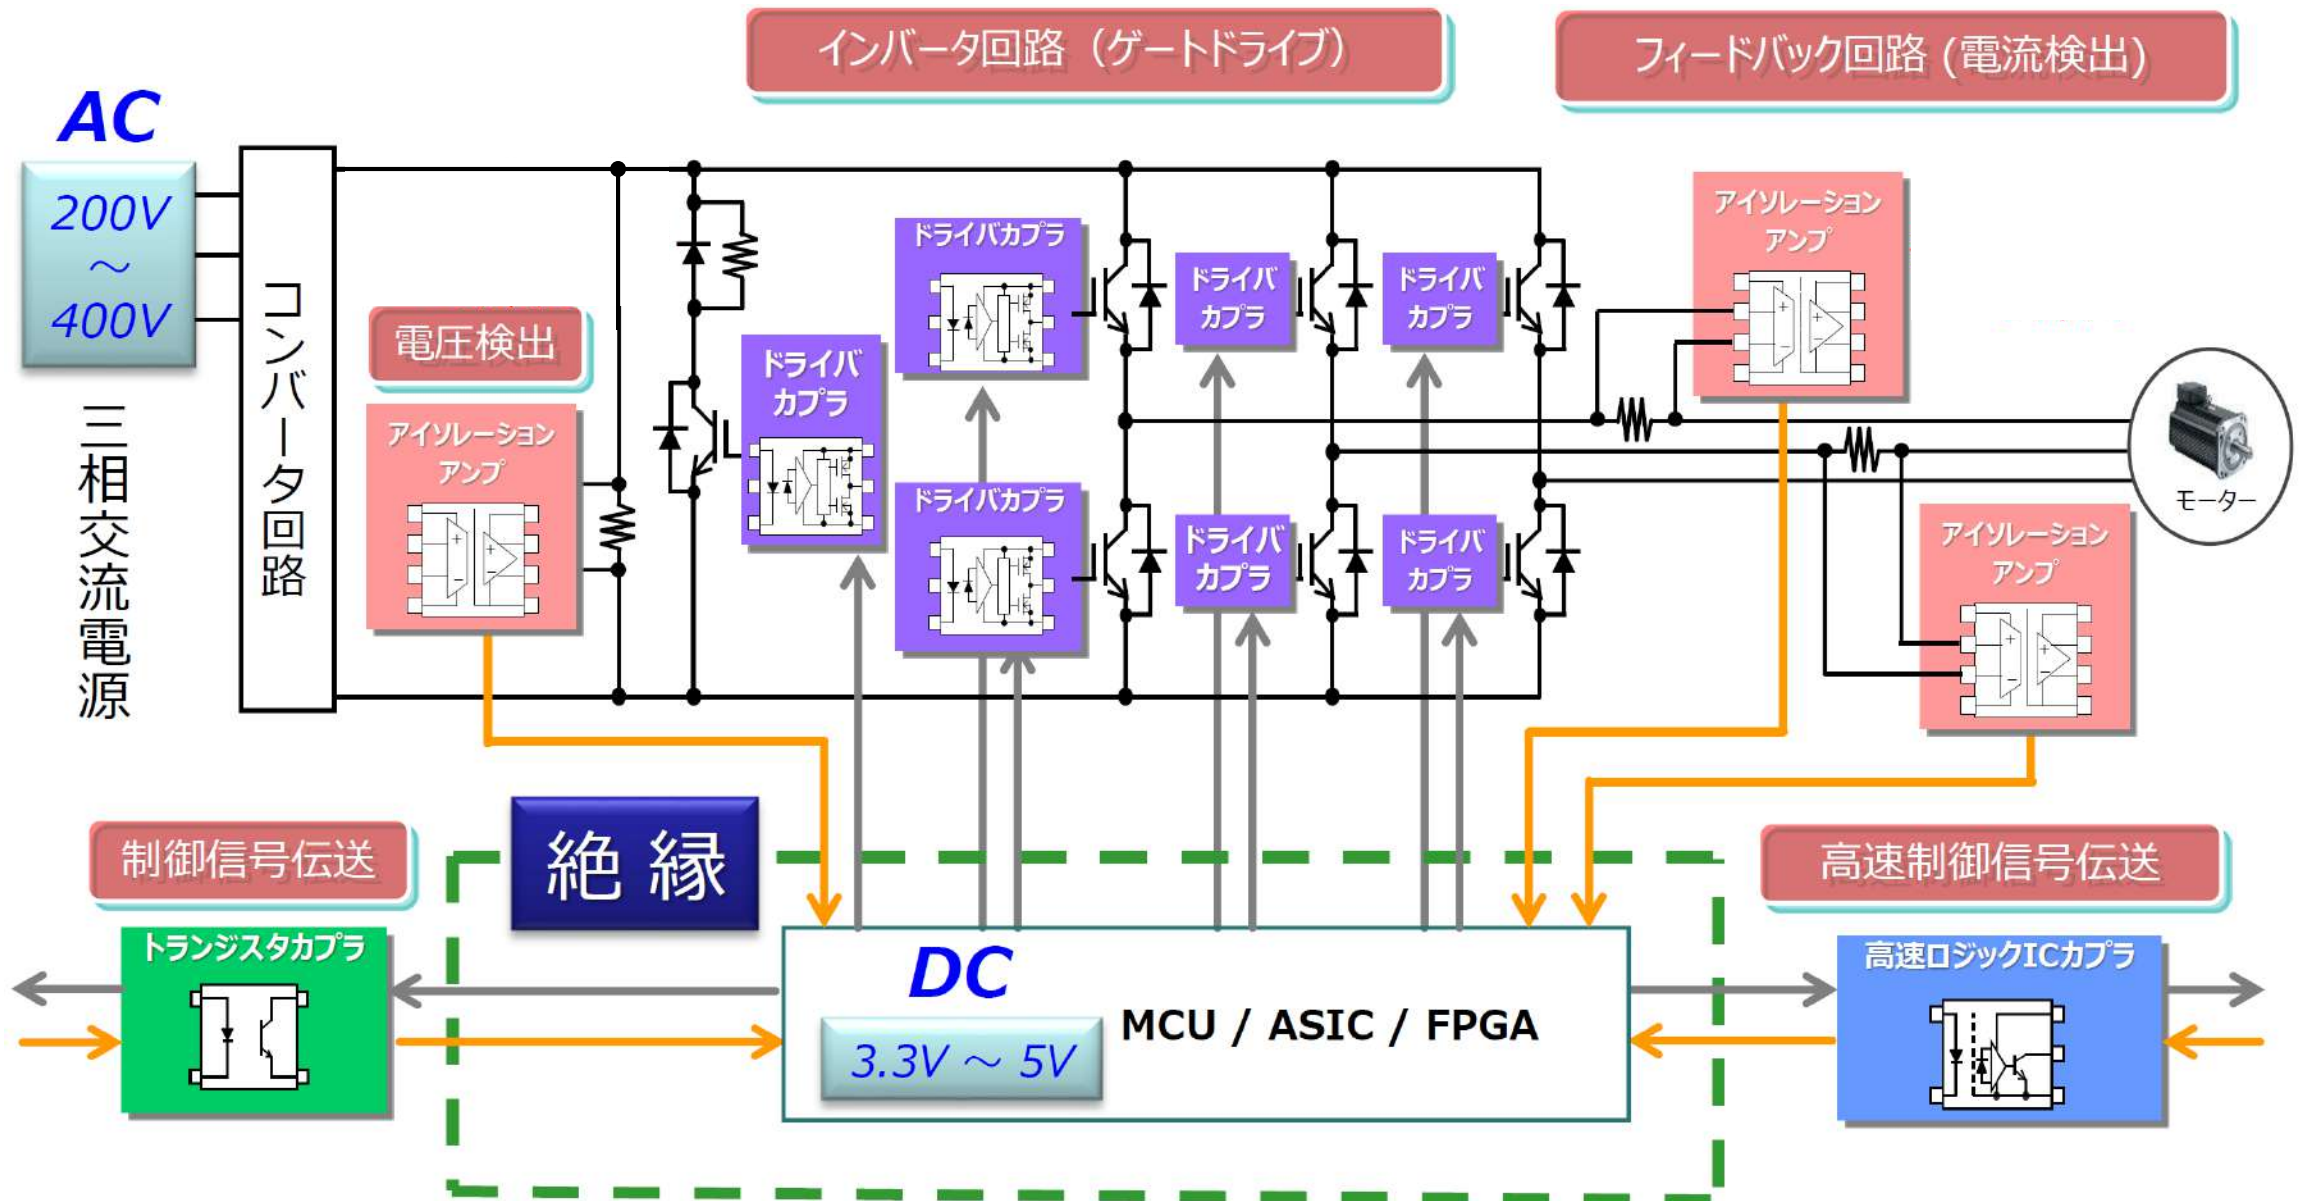 インバータ回路（ゲートドライブ）
フィードバック回路 (電流検出)
AC
200V
～
400V
三相交流電源
コンバータ回路
電圧検出
アイソレーション
アンプ
ドライバ
カプラ
ドライバカプラ
ドライバカプラ
ドライバ
カプラ
ドライバ
カプラ
ドライバ
カプラ
ドライバ
カプラ
アイソレーション
アンプ
モーター
アイソレーション
アンプ
絶縁
制御信号伝送
トランジスタカプラ
DC
3.3V ～ 5V
MCU / ASIC / FPGA
高速制御信号伝送
高速ロジックICカプラ